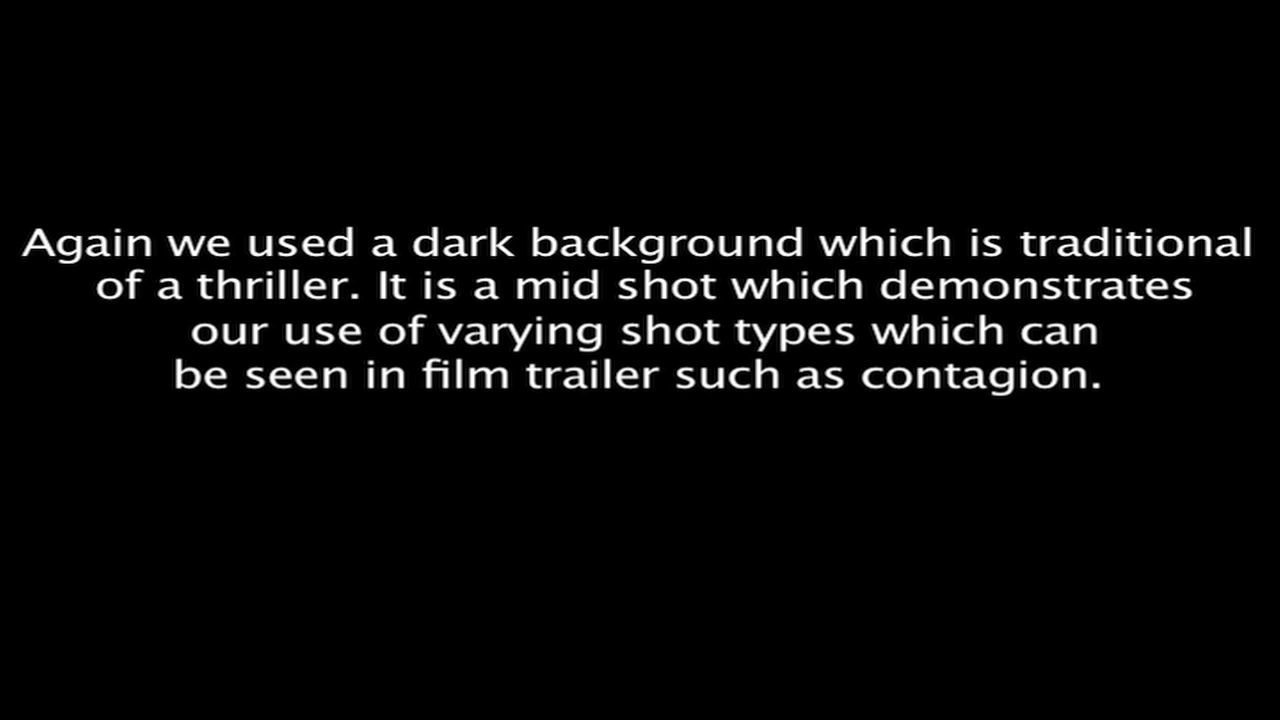 Again we used a dark background which is traditional
of a thriller. It is a mid shot which demonstrates
our use of varying shot types which can
be seen in film trailer such as contagion.